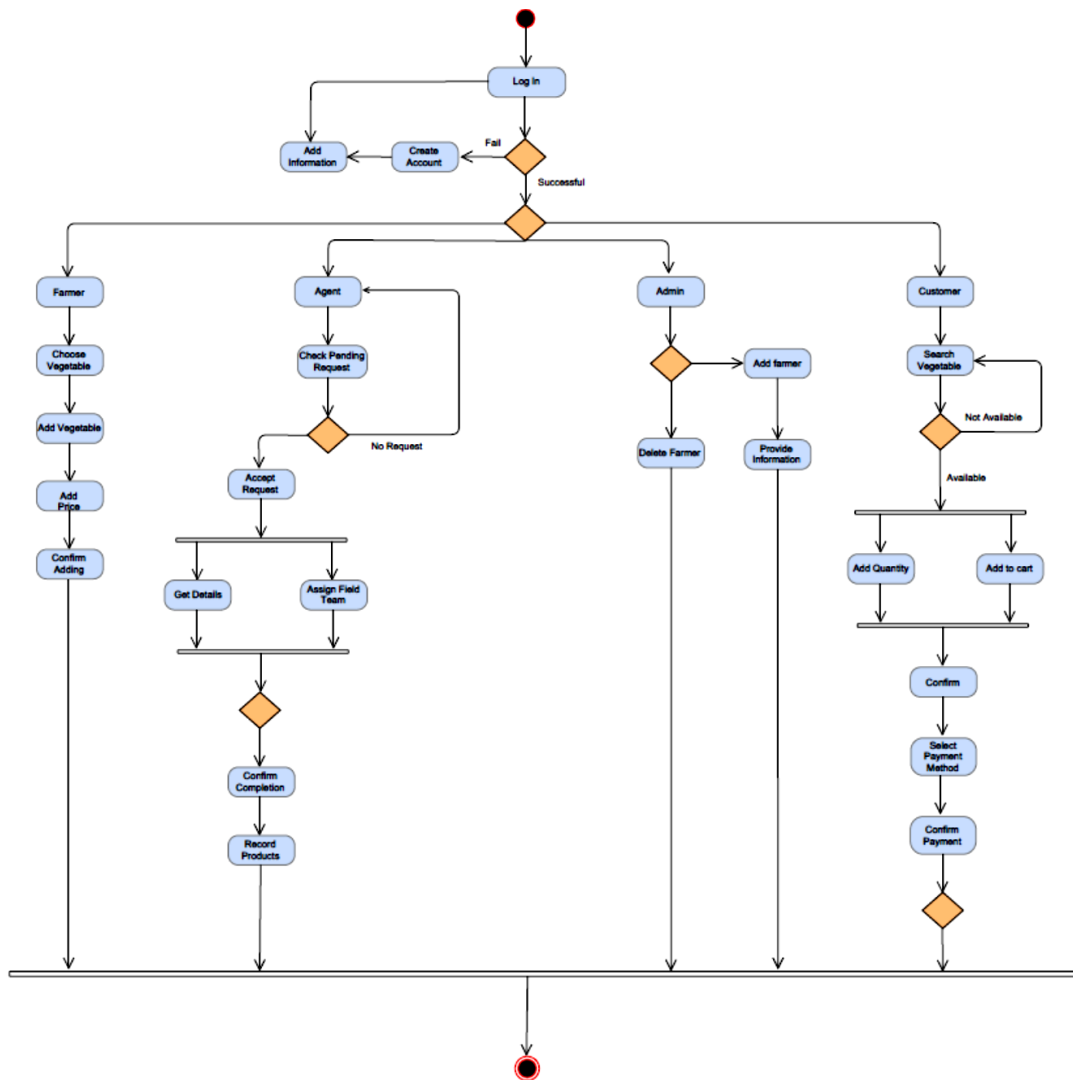 Log In
Fail
Add
Information
Create
Account
Successful
Farmer
Agent
Admin
Customer
Choose
Vegetable
Check Pending
Request
Add farmer
Search
Vegetable
Not Available
Add Vegetable
No Request
Delete Farmer
Provide
Information
Accept
Request
Available
Add
Price
Confirm
Adding
Get Details
Assign Field
Team
Add Quantity
Add to cart
Confirm
Select
Payment
Method
Confirm
Completion
Confirm
Payment
Record
Products